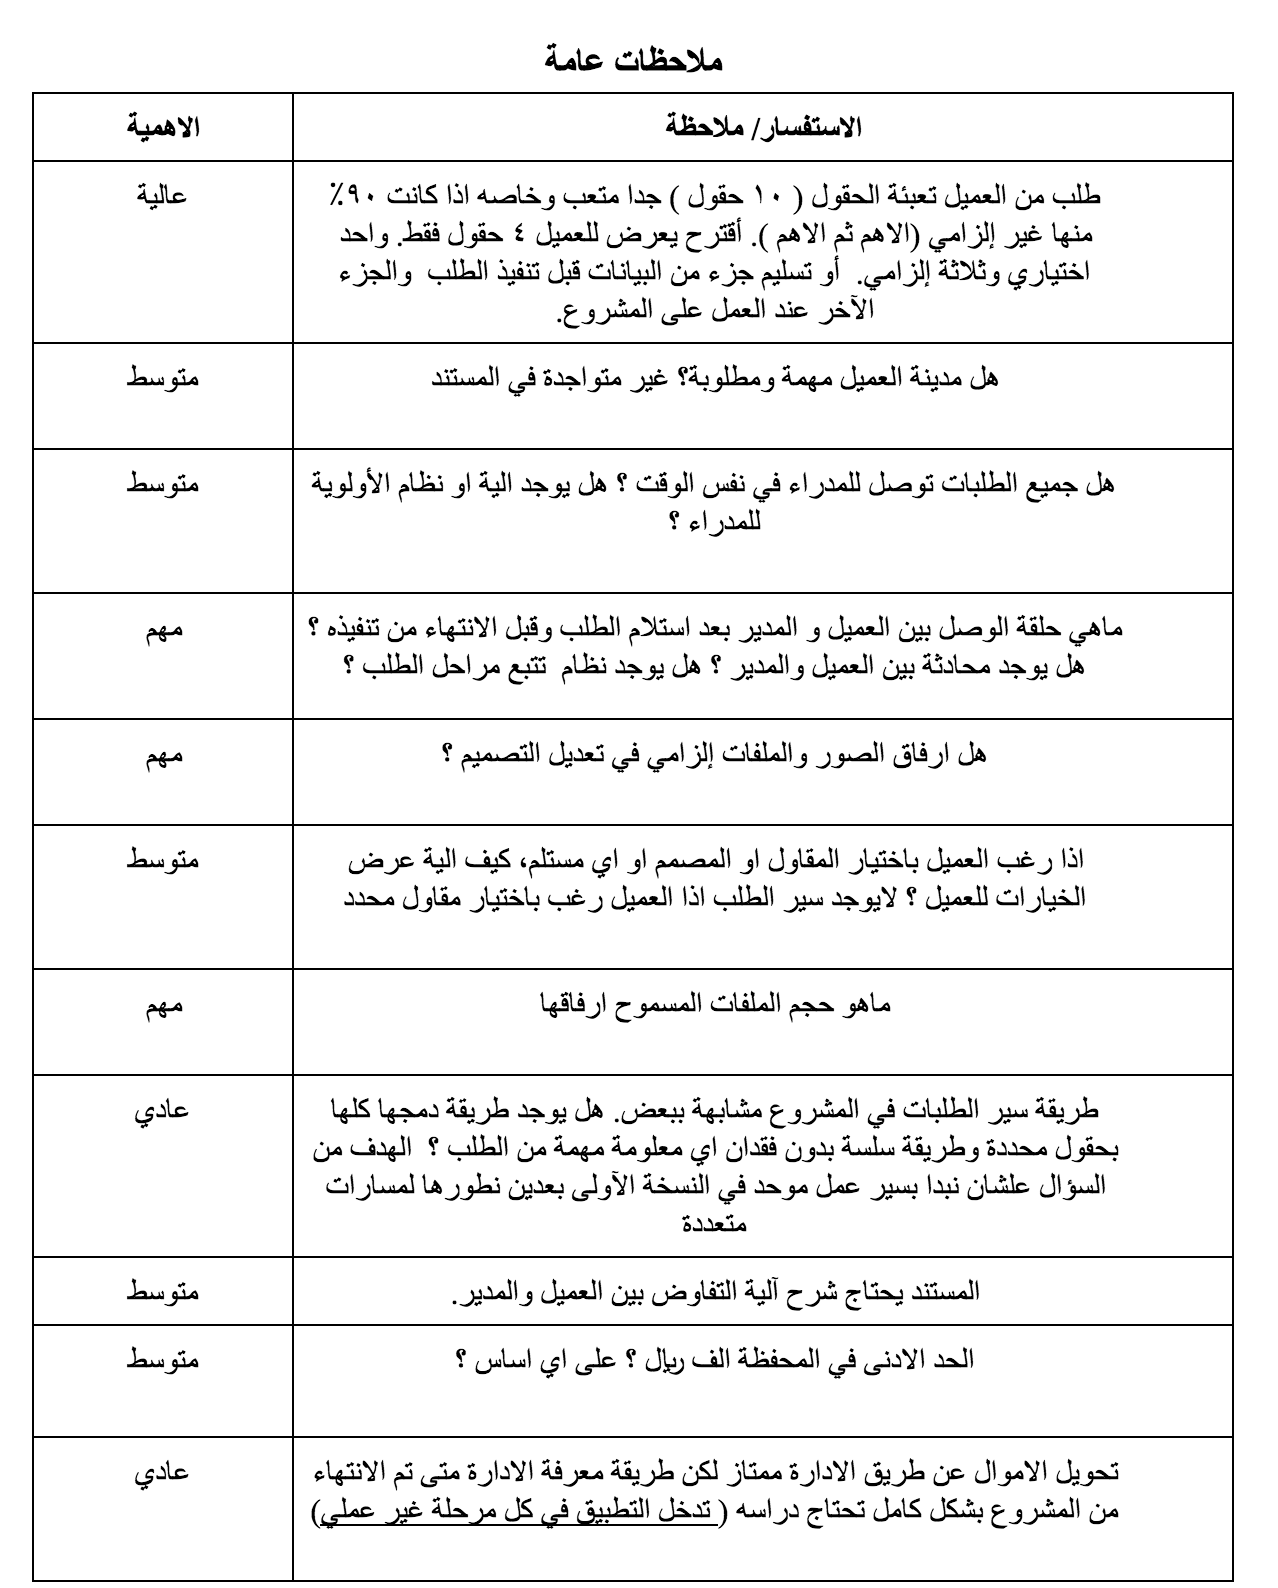 ملاحظات عامة
الاستفسار/ ملاحظة
الاهمية
طلب من العميل تعبئة الحقول ( ١٠ حقول ) جدا متعب وخاصه اذا كانت ٩٠٪
منها غير إلزامي (الاهم ثم الاهم ). أقترح يعرض للعميل ٤ حقول فقط. واحد
اختياري وثلاثة إلزامي. أو تسليم جزء من البيانات قبل تنفيذ الطلب والجزء
الآخر عند العمل على المشروع.
عالية
هل مدينة العميل مهمة ومطلوبة؟ غير متواجدة في المستند
متوسط
هل جميع الطلبات توصل للمدراء في نفس الوقت ؟ هل يوجد الية او نظام الأولوية
للمدراء ؟
متوسط
ماهي حلقة الوصل بين العميل و المدير بعد استلام الطلب وقبل الانتهاء من تنفيذه ؟
هل يوجد محادثة بين العميل والمدير ؟ هل يوجد نظام تتبع مراحل الطلب ؟
مهم
هل ارفاق الصور والملفات إلزامي في تعديل التصميم ؟
مهم
اذا رغب العميل باختيار المقاول او المصمم او اي مستلم، كيف الية عرض
الخيارات للعميل ؟ لايوجد سير الطلب اذا العميل رغب باختيار مقاول محدد
متوسط
ماهو حجم الملفات المسموح ارفاقها
مهم
طريقة سير الطلبات في المشروع مشابهة ببعض. هل يوجد طريقة دمجها كلها
بحقول محددة وطريقة سلسة بدون فقدان اي معلومة مهمة من الطلب ؟ الهدف من
السؤال علشان نبدا بسير عمل موحد في النسخة الآولى بعدين نطورها لمسارات
متعددة
عادي
المستند يحتاج شرح آلية التفاوض بين العميل والمدير.
متوسط
الحد الادنى في المحفظة الف ريال ؟ على اي اساس ؟
متوسط
تحويل الاموال عن طريق الادارة ممتاز لكن طريقة معرفة الادارة متى تم الانتهاء
من المشروع بشكل كامل تحتاج دراسه ( تدخل التطبيق في كل مرحلة غير عملي)
عادي